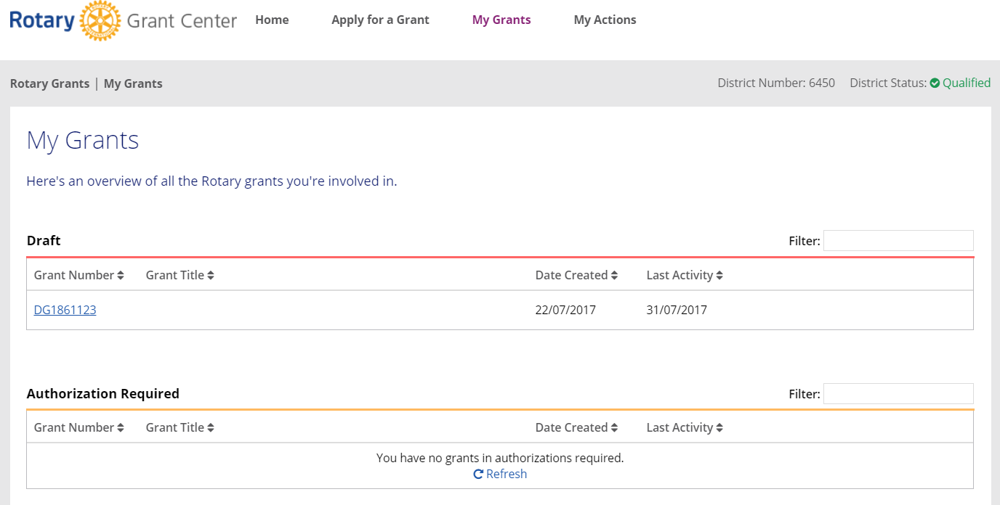 Rotary Grant Center Home Apply for a Grant My Grants My Actions
Rotary Grants | My Grants District Number: 6450 District Status: Qualified
My Grants
Here's an overview of all the Rotary grants you're involved in.
Draft Filter:
Grant Number Grant Title Date Created Last Activity
DG1861123 22/07/2017 31/07/2017
Authorization Required Filter:
Grant Number Grant Title Date Created Last Activity
You have no grants in authorizations required.
Refresh